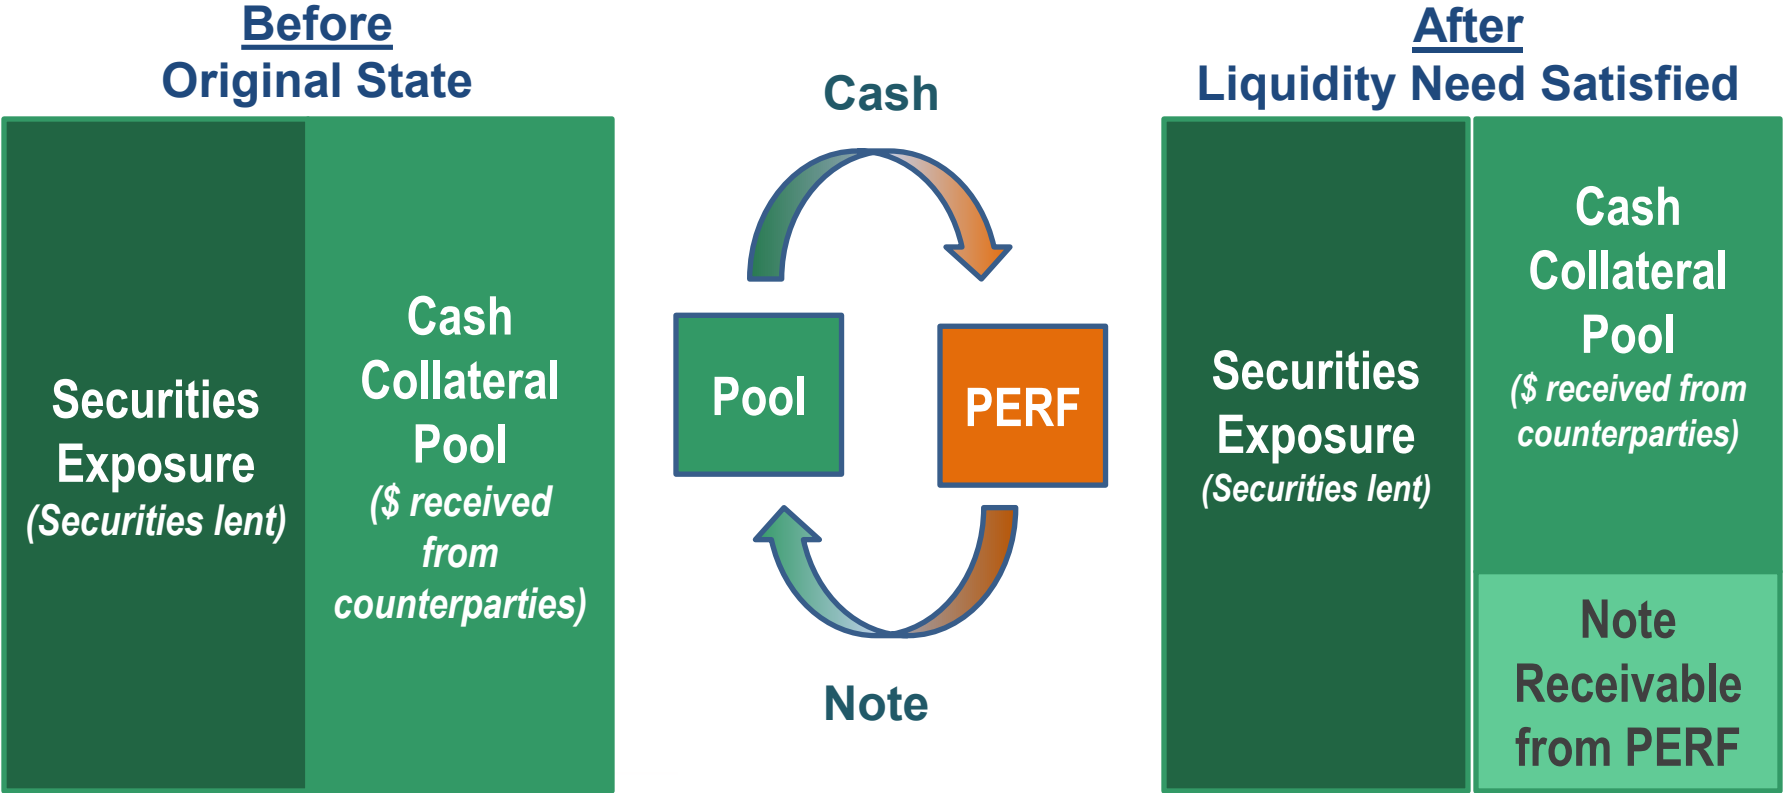 Before
Original State
Securities
Exposure
(Securities lent)
Cash
Collateral
Pool
($ received
from
counterparties)
Cash
Pool
PERF
Note
After
Liquidity Need Satisfied
Securities
Exposure
(Securities lent)
Cash
Collateral
Pool
($ received from
counterparties)
Note
Receivable
from PERF